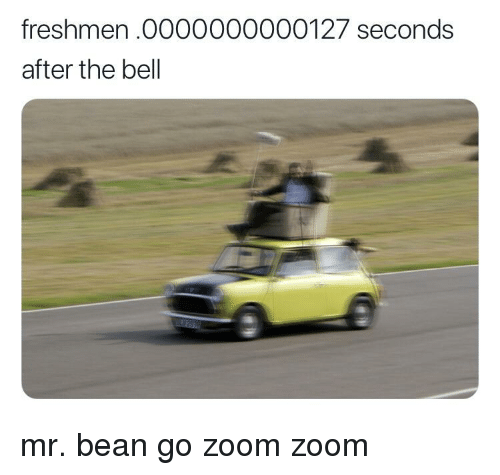 freshmen .0000000000127 seconds
after the bell
mr. bean go zoom zoom